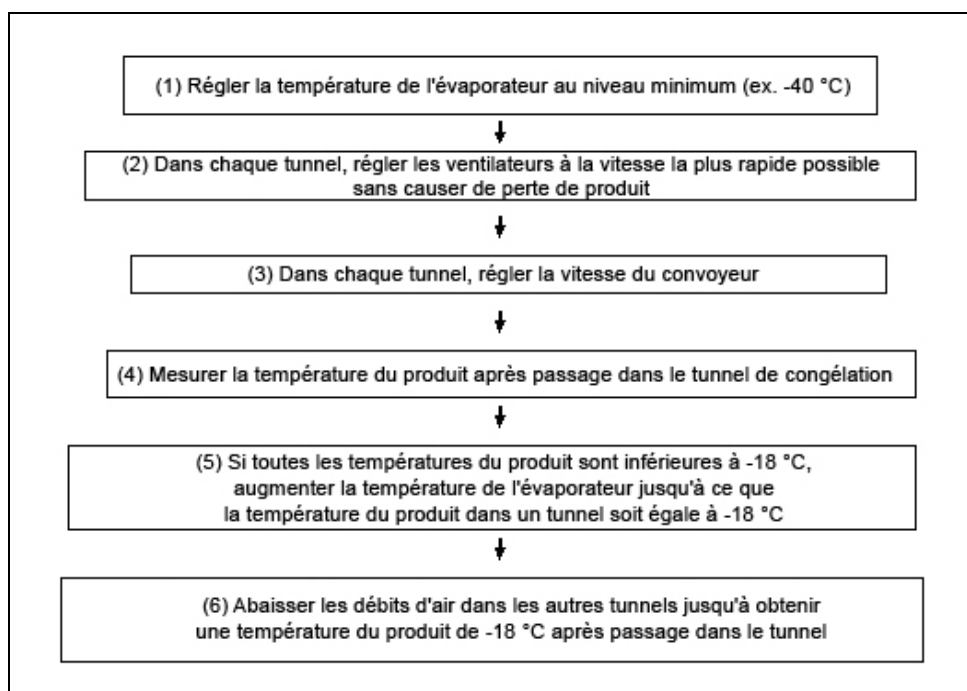 (1) Régler la température de l'évaporateur au niveau minimum (ex. -40 °C)
(2) Dans chaque tunnel, régler les ventilateurs à la vitesse la plus rapide possible
sans causer de perte de produit
(3) Dans chaque tunnel, régler la vitesse du convoyeur
(4) Mesurer la température du produit après passage dans le tunnel de congélation
(5) Si toutes les températures du produit sont inférieures à -18 °C,
augmenter la température de l'évaporateur jusqu'à ce que
la température du produit dans un tunnel soit égale à -18 °C
(6) Abaisser les débits d'air dans les autres tunnels jusqu'à obtenir
une température du produit de -18 °C après passage dans le tunnel